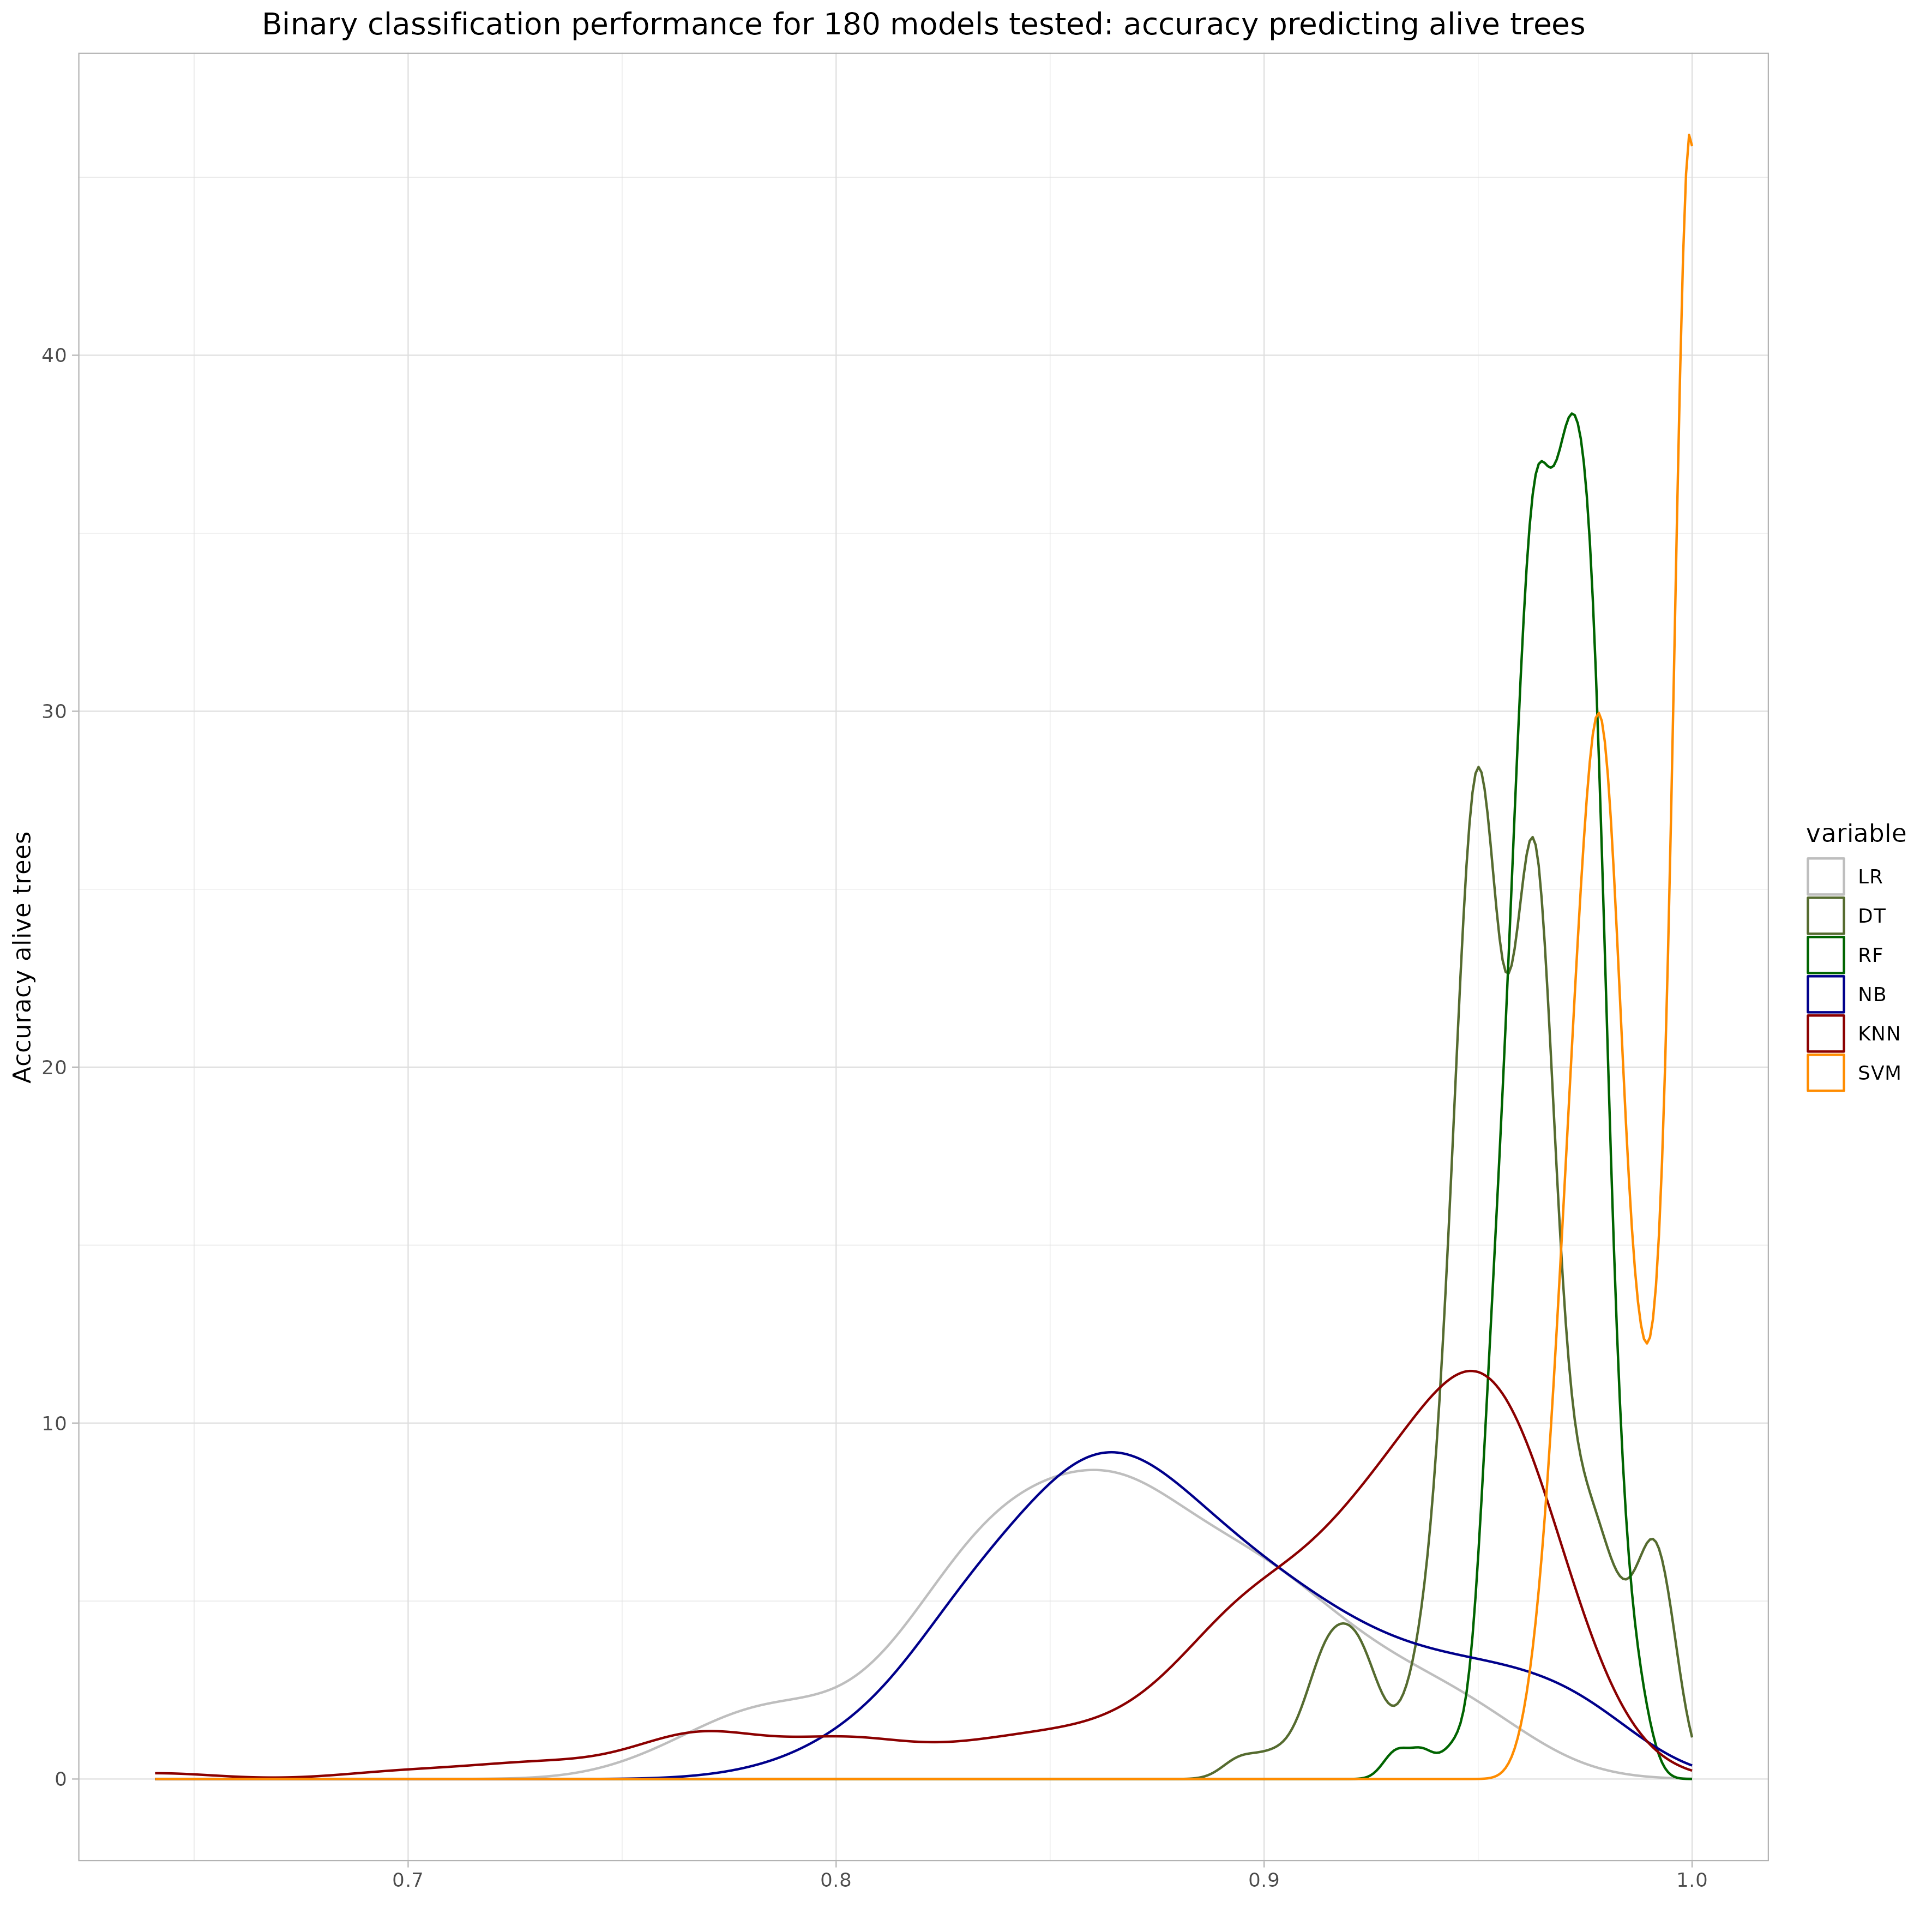 Binary classification performance for 180 models tested: accuracy predicting alive trees
Accuracy alive trees
40
30
20
10
0
0.7
0.8
0.9
1.0
variable
LR
DT
RF
NB
KNN
SVM